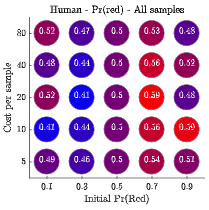 Human - Pr(red) - All samples
80 0.52 0.47 0.5 0.53 0.48
40 0.48 0.44 0.5 0.56 0.52
20 0.52 0.41 0.5 0.59 0.48
10 0.41 0.44 0.5 0.56 0.59
5 0.49 0.46 0.5 0.54 0.51
0.1 0.3 0.5 0.7 0.9
Initial Pr(Red)
Cost per sample